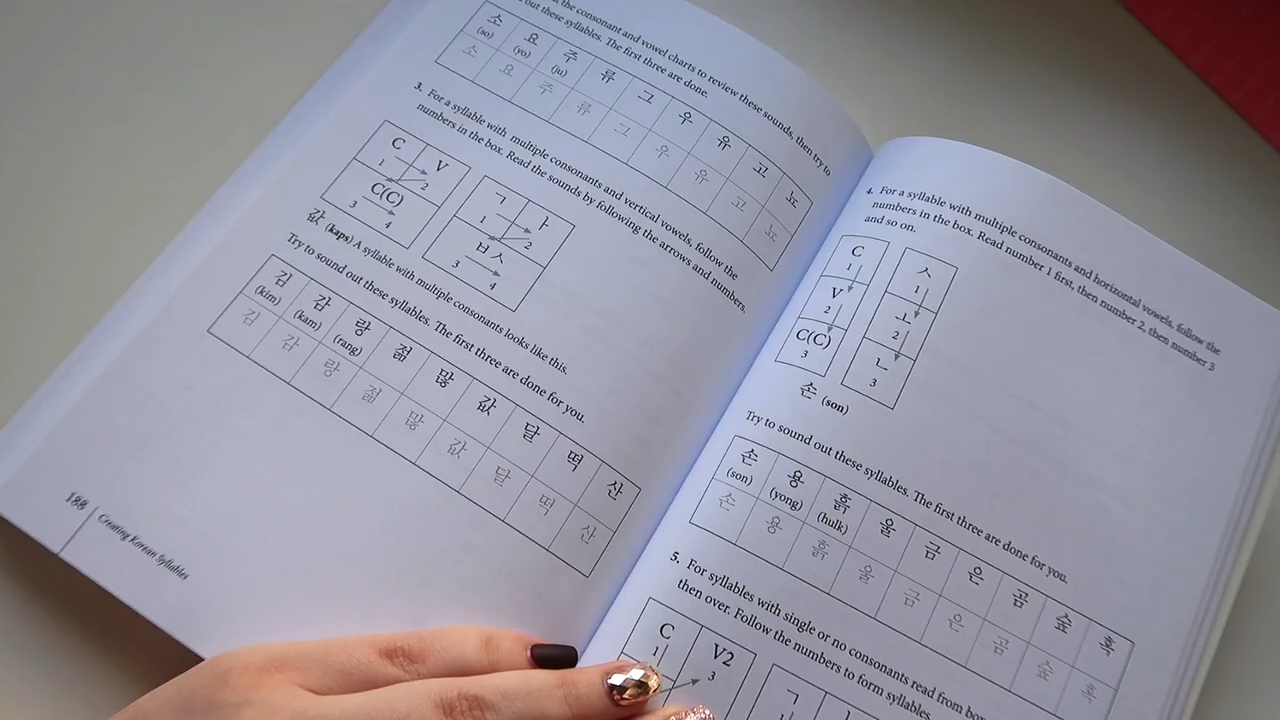 the consonant and vowel charts to review these sounds, then try to
out these syllables. The first three are done.
소 요 주 류 그 우 유 고 뇨
(so) (yo) (ju)
소 요 주 류 그 우 유 고 뇨
3. For a syllable with multiple consonants and vertical vowels, follow the
numbers in the box. Read the sounds by following the arrows and numbers.
C V
1 2
C(C)
3 4
ㄱ ㅏ
1 2
ㅂㅅ
3 4
값 (kaps) A syllable with multiple consonants looks like this.
Try to sound out these syllables. The first three are done for you.
김 감 랑 젊 많 값 달 떡 산
(kim) (kam) (rang)
김 감 랑 젊 많 값 달 떡 산
188
Creating Korean Syllables
4. For a syllable with multiple consonants and horizontal vowels, follow the
numbers in the box. Read number 1 first, then number 2, then number 3
and so on.
C
1
V
2
C(C)
3
ㅅ
1
ㅗ
2
ㄴ
3
손 (son)
Try to sound out these syllables. The first three are done for you.
손 용 흙 울 금 은 곰 숲 혹
(son) (yong) (hulk)
손 용 흙 울 금 은 곰 숲 혹
5. For syllables with single or no consonants read from box
then over. Follow the numbers to form syllables.
C V2
1 3
ㄱ